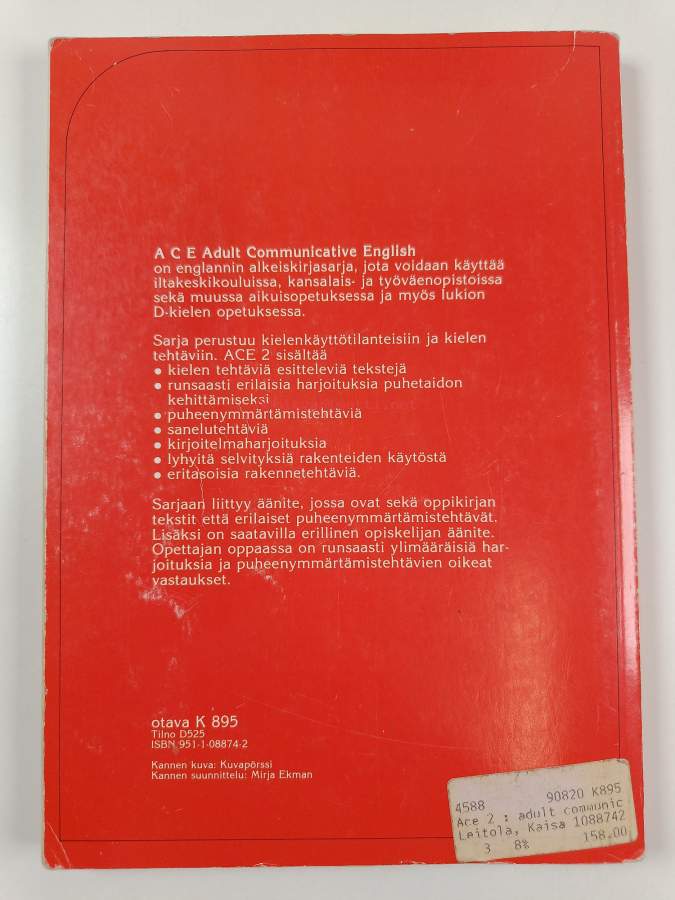 A C E Adult Communicative English
on englannin alkeiskirjasarja, jota voidaan käyttää
iltakeskikouluissa, kansalais- ja työväenopistoissa
sekä muussa aikuisopetuksessa ja myös lukion
D-kielen opetuksessa.
Sarja perustuu kielenkäyttötilanteisiin ja kielen
tehtäviin. ACE 2 sisältää
• kielen tehtäviä esitteleviä tekstejä
• runsaasti erilaisia harjoituksia puhetaidon
kehittämiseksi
• puheenymmärtämistehtäviä
• sanelutehtäviä
• kirjoitelmaharjoituksia
• lyhyitä selvityksiä rakenteiden käytöstä
• eritasoisia rakennetehtäviä.
Sarjaan liittyy äänite, jossa ovat sekä oppikirjan
tekstit että erilaiset puheenymmärtämistehtävät.
Lisäksi on saatavilla erillinen opiskelijan äänite.
Opettajan oppaassa on runsaasti ylimääräisiä har-
joituksia ja puheenymmärtämistehtävien oikeat
vastaukset.
otava K 895
Tilno D525
ISBN 951-1-08874-2
Kannen kuva: Kuvapörssi
Kannen suunnittelu: Mirja Ekman
4588 90820 K895
Ace 2 : adult communic
Leitola, Kaisa 1088742
3 8% 158.00